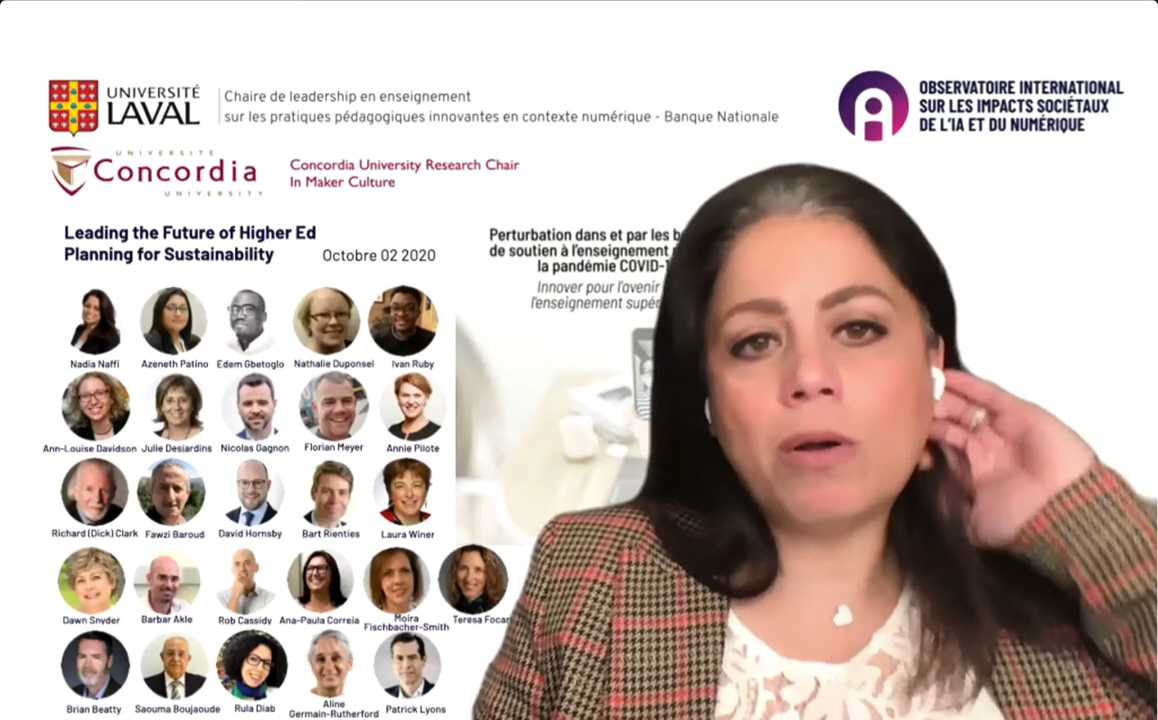 UNIVERSITÉ
LAVAL
Chaire de leadership en enseignement
sur les pratiques pédagogiques innovantes en contexte numérique - Banque Nationale
OBSERVATOIRE INTERNATIONAL
SUR LES IMPACTS SOCIÉTAUX
DE L'IA ET DU NUMÉRIQUE
UNIVERSITÉ
Concordia
UNIVERSITY
Concordia University Research Chair
In Maker Culture
Leading the Future of Higher Ed
Planning for Sustainability
Octobre 02 2020
Perturbation dans et par les
de soutien à l'enseignement
la pandémie
Innover pour l'avenir
l'enseignement
Nadia Naffi
Azeneth Patino
Edem Gbetoglo
Nathalie Duponsel
Ivan Ruby
Ann-Louise Davidson
Julie Desjardins
Nicolas Gagnon
Florian Meyer
Annie Pilote
Richard (Dick) Clark
Fawzi Baroud
David Hornsby
Bart Rienties
Laura Winer
Dawn Snyder
Barbar Akle
Rob Cassidy
Ana-Paula Correia
Moira
Fischbacher-Smith
Teresa
Brian Beatty
Saouma Boujaoude
Rula Diab
Aline
Germain-Rutherford
Patrick Lyons